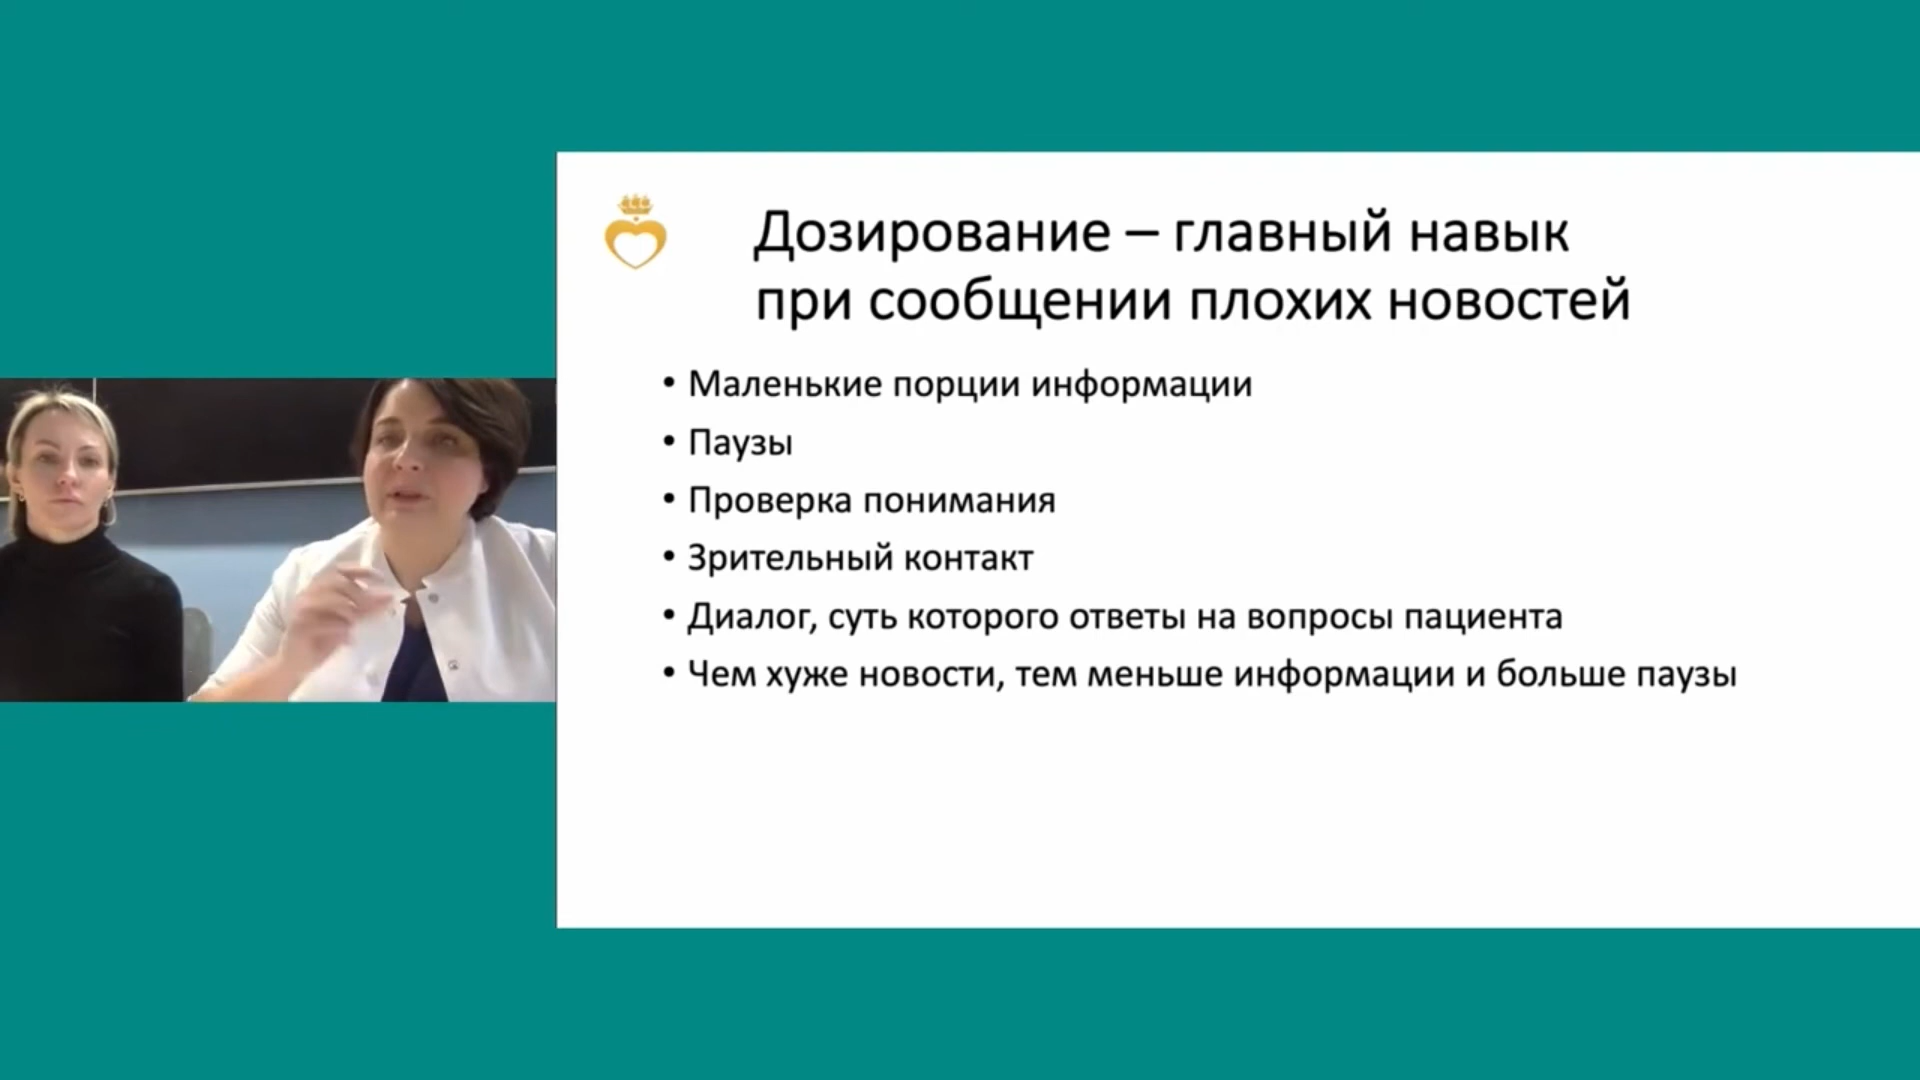 Дозирование – главный навык
при сообщении плохих новостей
• Маленькие порции информации
• Паузы
• Проверка понимания
• Зрительный контакт
• Диалог, суть которого ответы на вопросы пациента
• Чем хуже новости, тем меньше информации и больше паузы